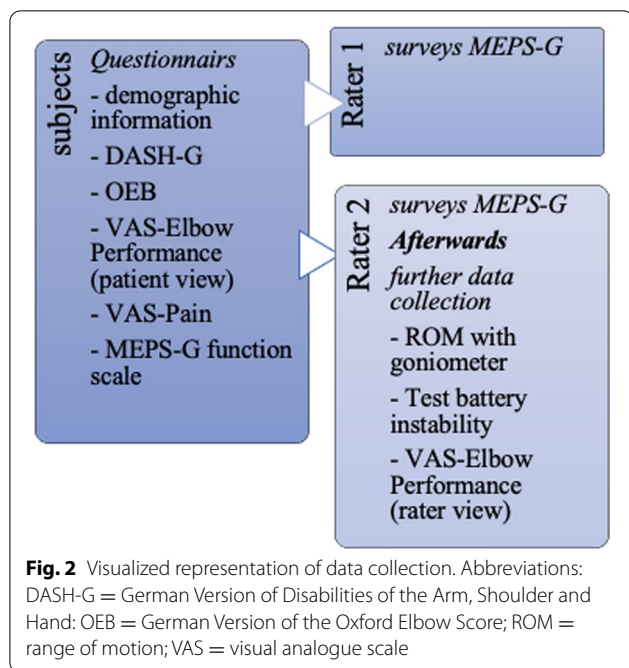 subjects
Questionnairs
- demographic
information
- DASH-G
- OEB
- VAS-Elbow
Performance
(patient view)
- VAS-Pain
- MEPS-G function
scale
Rater 1
surveys MEPS-G
Rater 2
surveys MEPS-G
Afterwards
further data
collection
- ROM with
goniometer
- Test battery
instability
- VAS-Elbow
Performance
(rater view)
Fig. 2 Visualized representation of data collection. Abbreviations:
DASH-G = German Version of Disabilities of the Arm, Shoulder and
Hand: OEB = German Version of the Oxford Elbow Score; ROM =
range of motion; VAS = visual analogue scale